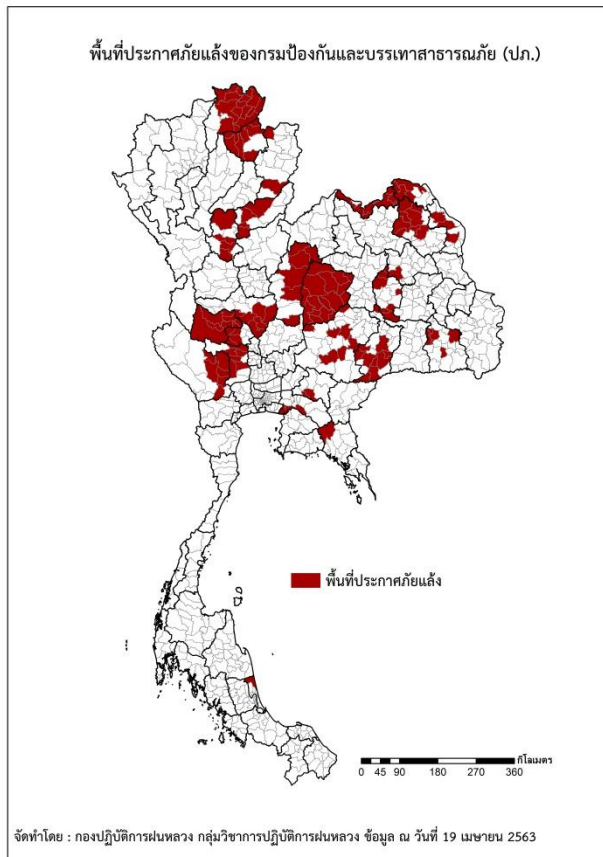 พื้นที่ประกาศภัยแล้งของกรมป้องกันและบรรเทาสาธารณภัย (ปภ.)
พื้นที่ประกาศภัยแล้ง
กิโลเมตร
0 45 90 180 270 360
จัดทำโดย : กองปฏิบัติการฝนหลวง กลุ่มวิชาการปฏิบัติการฝนหลวง ข้อมูล ณ วันที่ 19 เมษายน 2563